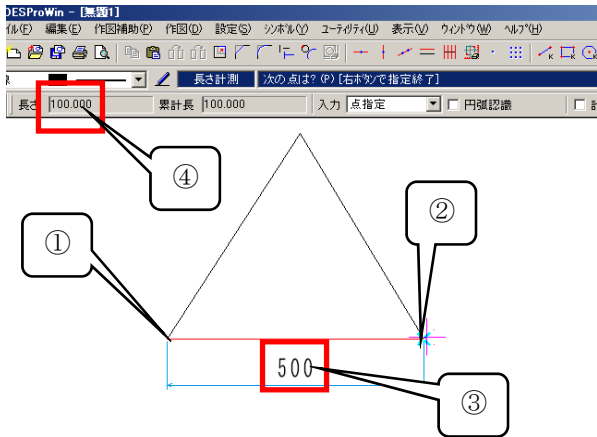 DESProWin - [無題1]
イル(F) 編集(E) 作図補助(P) 作図(D) 設定(S) シンボル(Y) ユーティリティ(U) 表示(V) ウィンドウ(W) ヘルプ(H)
長さ計測 次の点は? (P) [右ボタンで指定終了]
長さ 100.000 累計長 100.000 入力 点指定 円弧認識
④
②
①
500
③